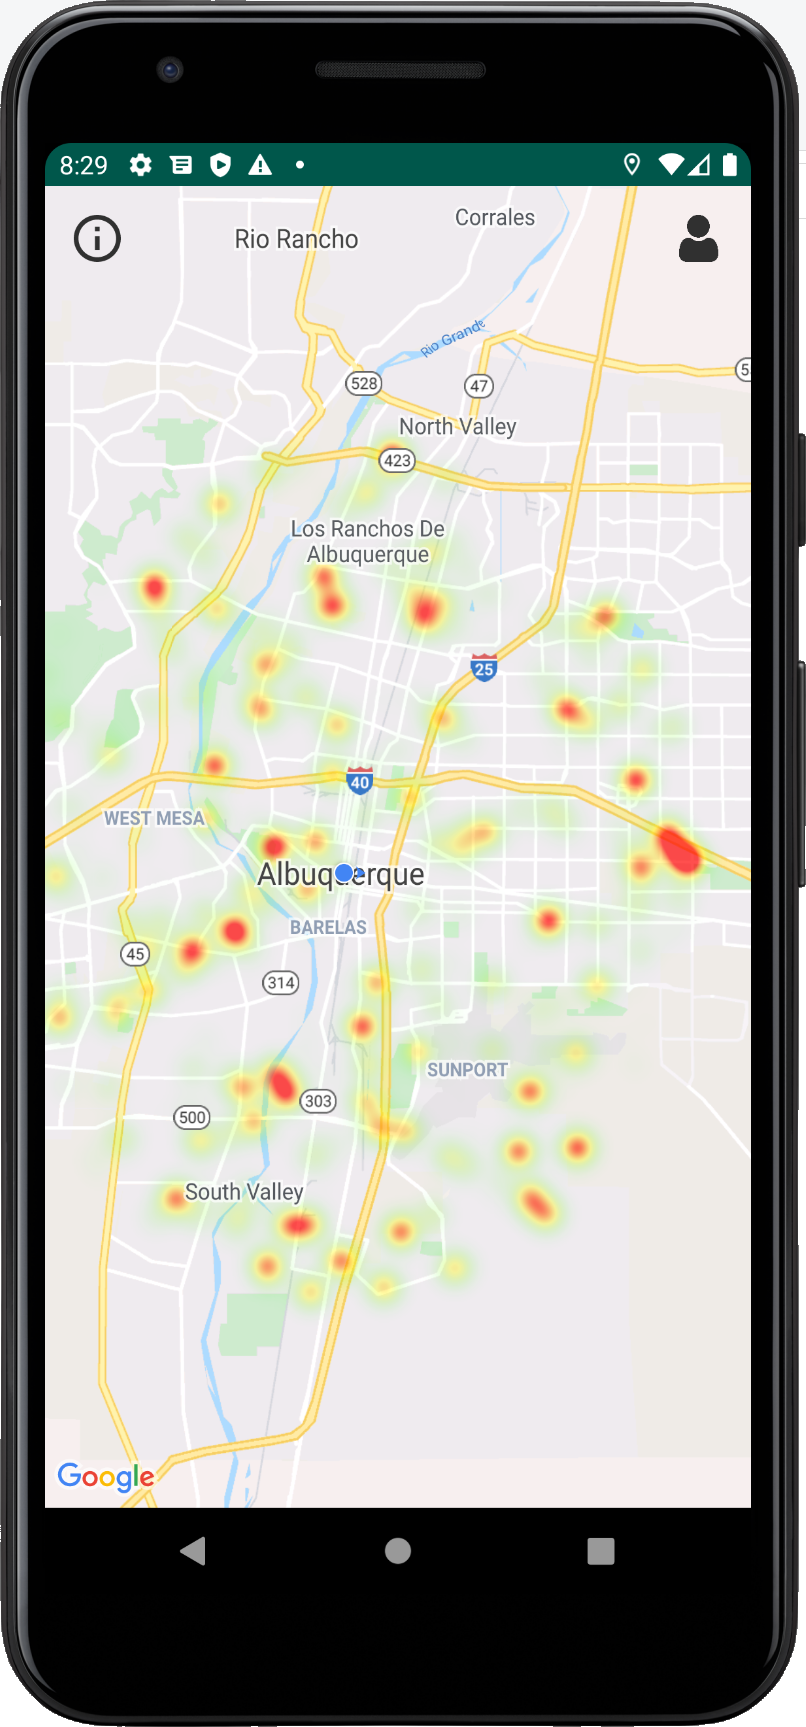 8:29
Corrales
Rio Rancho
Rio Grande
528
47
5
North Valley
423
Los Ranchos De
Albuquerque
25
40
WEST MESA
Albuquerque
BARELAS
45
314
SUNPORT
303
500
South Valley
Google